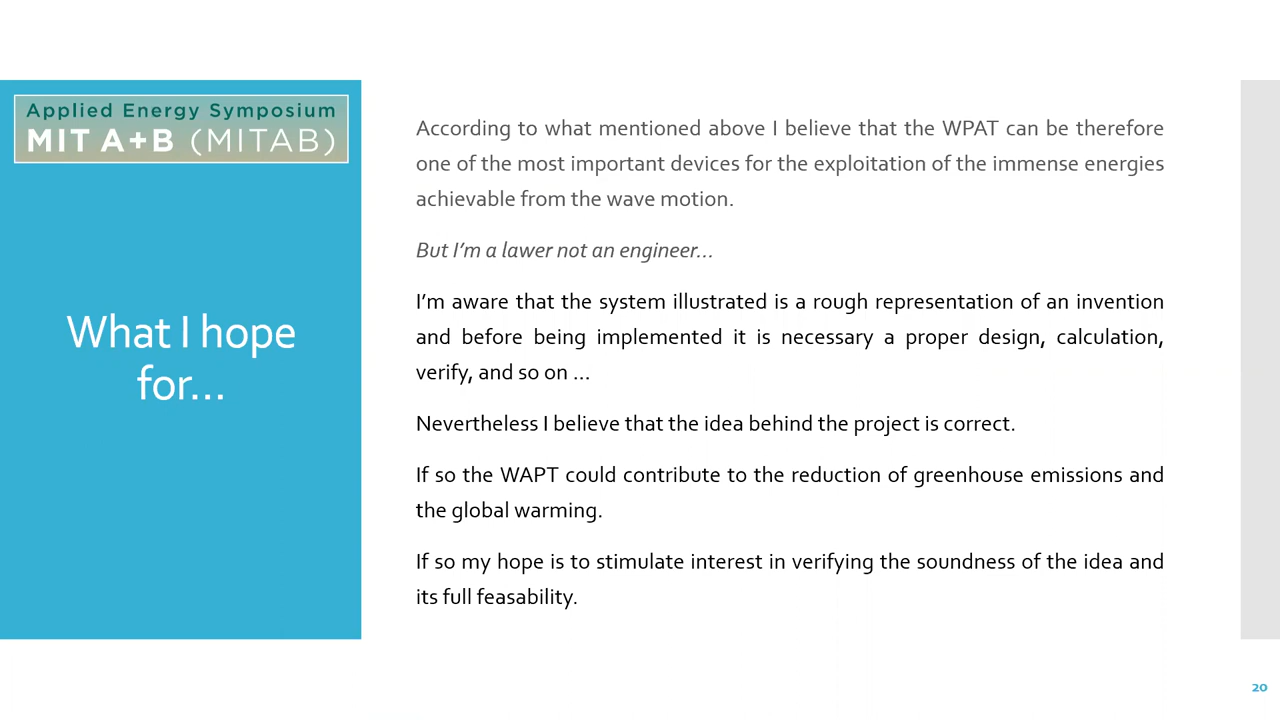 Applied Energy Symposium
MIT A+B (MITAB)
What I hope
for...
According to what mentioned above I believe that the WPAT can be therefore
one of the most important devices for the exploitation of the immense energies
achievable from the wave motion.
But I'm a lawer not an engineer...
I'm aware that the system illustrated is a rough representation of an invention
and before being implemented it is necessary a proper design, calculation,
verify, and so on ...
Nevertheless I believe that the idea behind the project is correct.
If so the WAPT could contribute to the reduction of greenhouse emissions and
the global warming.
If so my hope is to stimulate interest in verifying the soundness of the idea and
its full feasability.
20